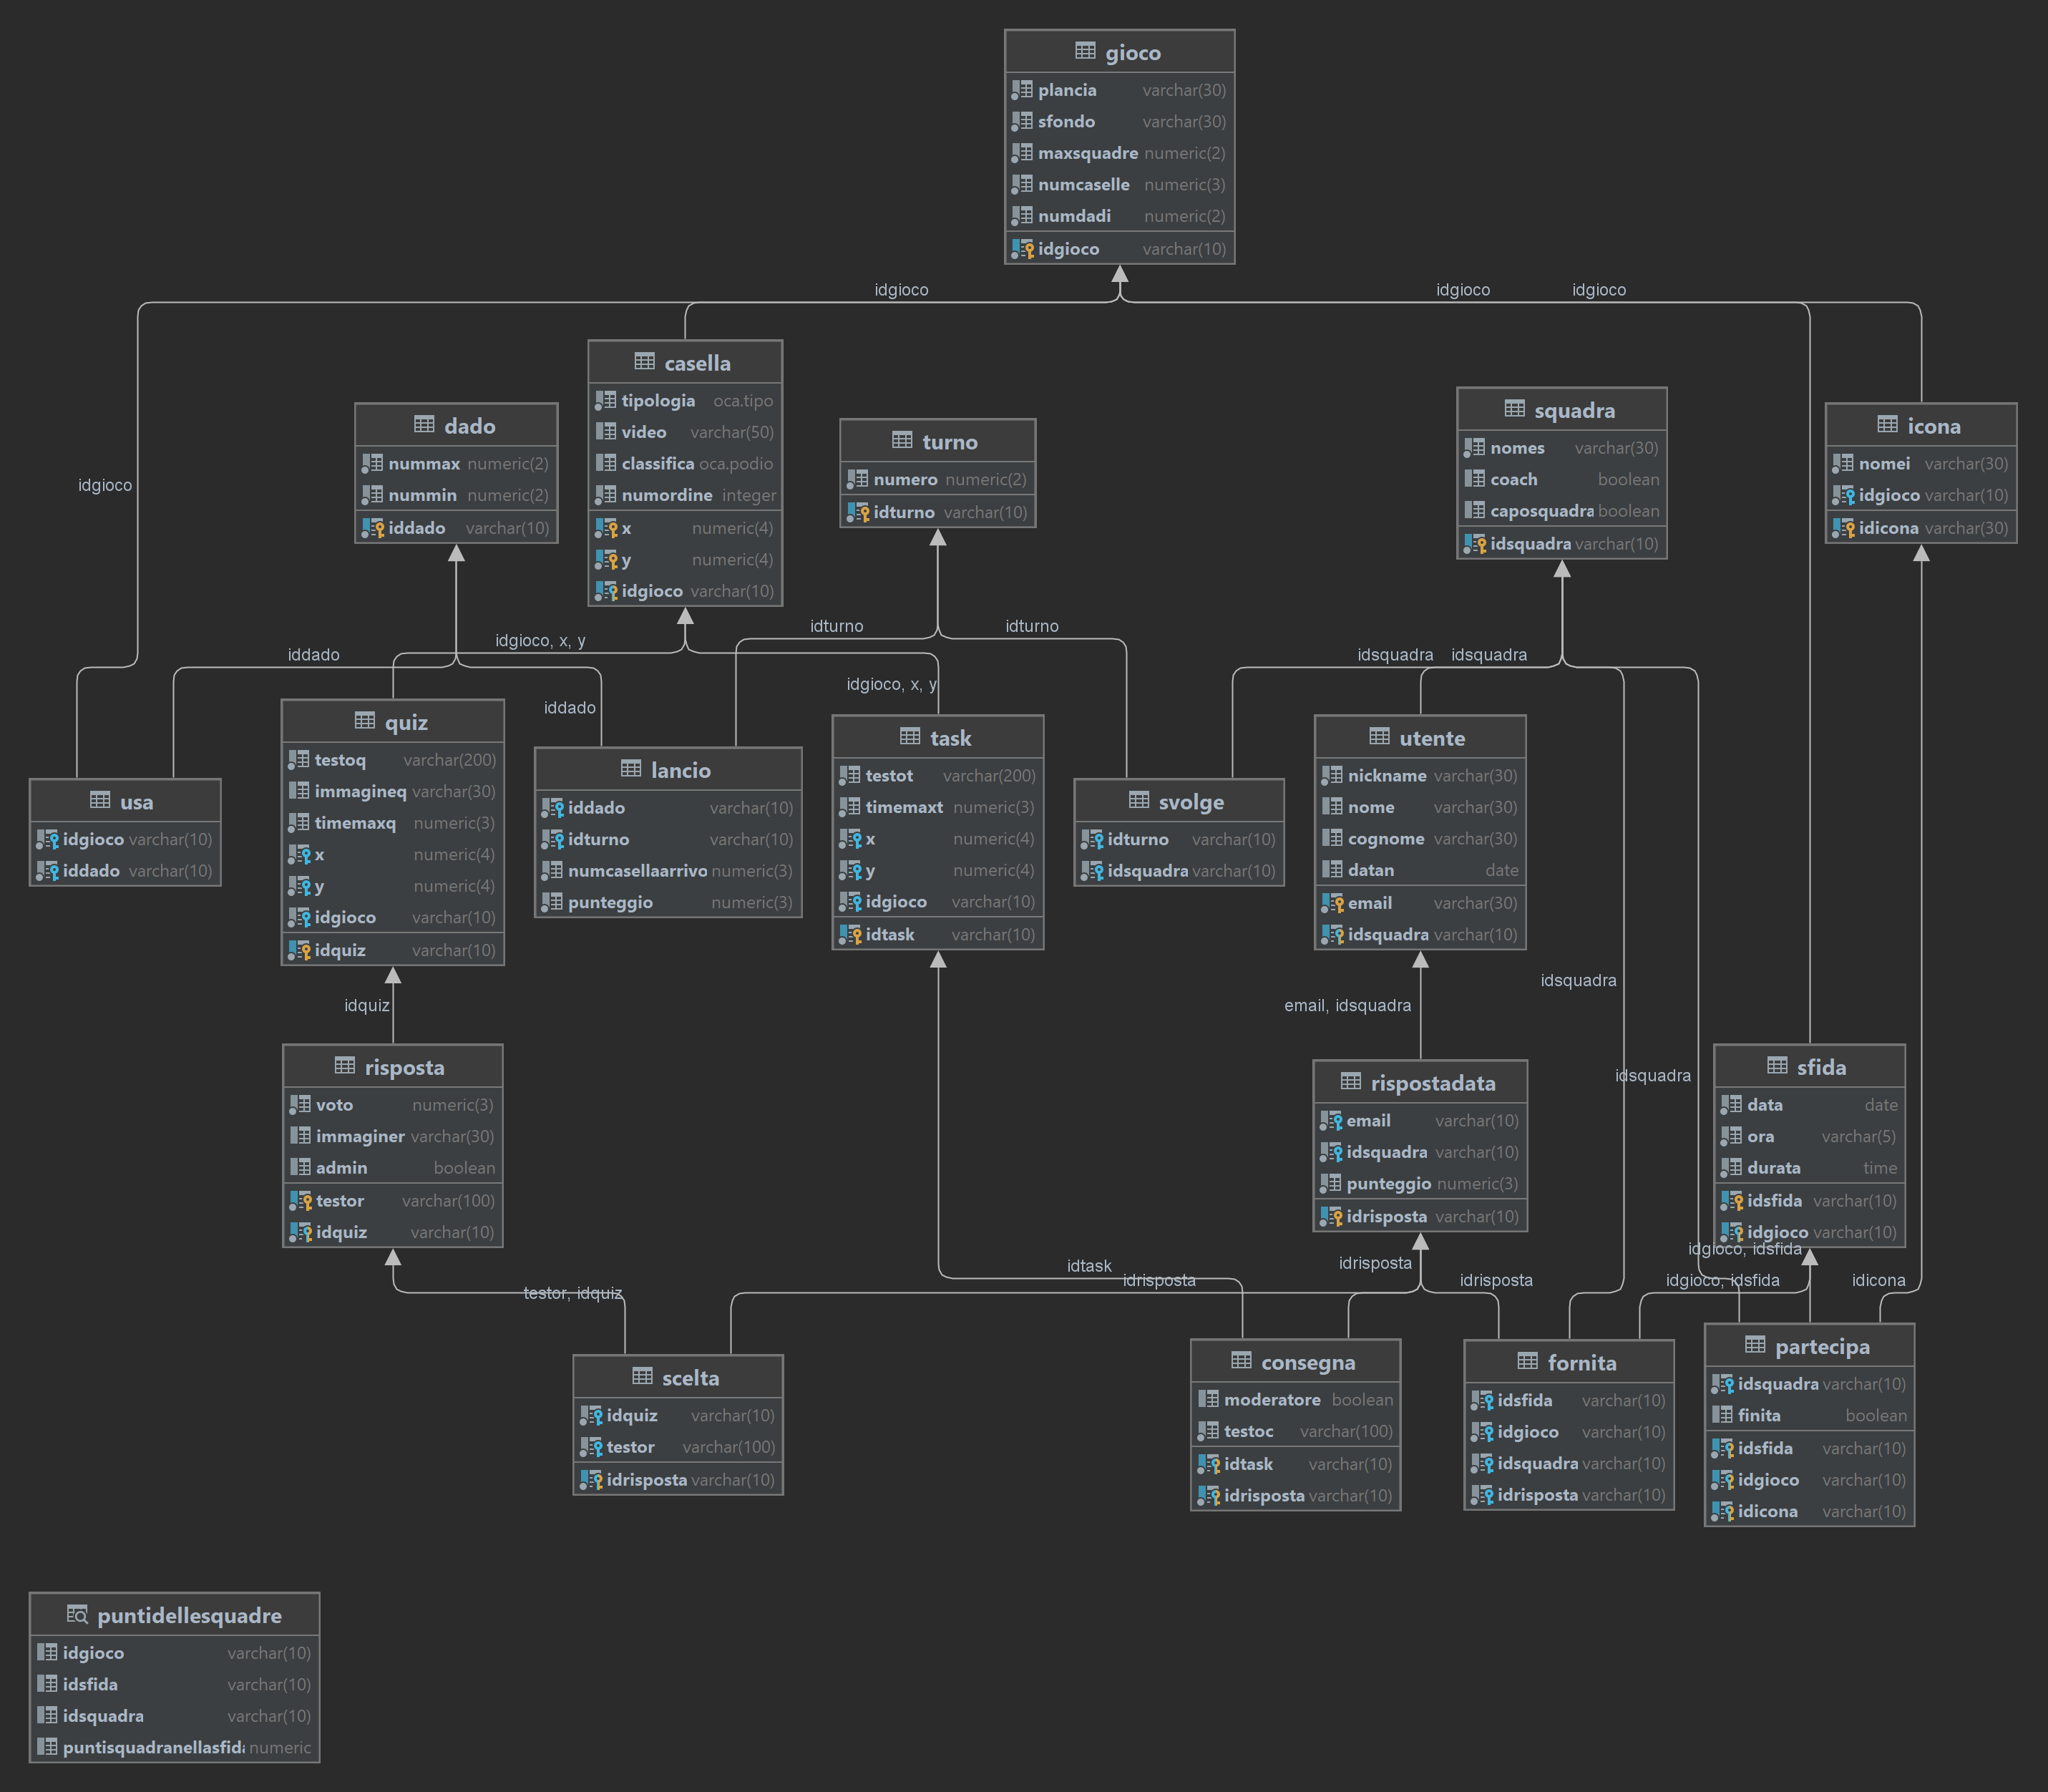 gioco
plancia varchar(30)
sfondo varchar(30)
maxsquadre numeric(2)
numcaselle numeric(3)
numdadi numeric(2)
idgioco varchar(10)
idgioco
idgioco
idgioco
casella
tipologia oca.tipo
video varchar(50)
classifica oca.podio
numordine integer
x numeric(4)
y numeric(4)
idgioco varchar(10)
dado
nummax numeric(2)
nummin numeric(2)
iddado varchar(10)
turno
numero numeric(2)
idturno varchar(10)
squadra
nomes varchar(30)
coach boolean
caposquadra boolean
idsquadra varchar(10)
icona
nomei varchar(30)
idgioco varchar(10)
idicona varchar(30)
idgioco
iddado
idgioco, x, y
idturno
idturno
idsquadra
idsquadra
iddado
idgioco, x, y
usa
idgioco varchar(10)
iddado varchar(10)
quiz
testoq varchar(200)
immagineq varchar(30)
timemaxq numeric(3)
x numeric(4)
y numeric(4)
idgioco varchar(10)
idquiz varchar(10)
lancio
iddado varchar(10)
idturno varchar(10)
numcasellaarrivo numeric(3)
punteggio numeric(3)
task
testot varchar(200)
timemaxt numeric(3)
x numeric(4)
y numeric(4)
idgioco varchar(10)
idtask varchar(10)
svolge
idturno varchar(10)
idsquadra varchar(10)
utente
nickname varchar(30)
nome varchar(30)
cognome varchar(30)
datan date
email varchar(30)
idsquadra varchar(10)
idquiz
email, idsquadra
idsquadra
idsquadra
risposta
voto numeric(3)
immaginer varchar(30)
admin boolean
testor varchar(100)
idquiz varchar(10)
rispostadata
email varchar(10)
idsquadra varchar(10)
punteggio numeric(3)
idrisposta varchar(10)
sfida
data date
ora varchar(5)
durata time
idsfida varchar(10)
idgioco varchar(10)
idgioco, idsfida
testor, idquiz
idtask
idrisposta
idrisposta
idrisposta
idgioco, idsfida
idicona
scelta
idquiz varchar(10)
testor varchar(100)
idrisposta varchar(10)
consegna
moderatore boolean
testoc varchar(100)
idtask varchar(10)
idrisposta varchar(10)
fornita
idsfida varchar(10)
idgioco varchar(10)
idsquadra varchar(10)
idrisposta varchar(10)
partecipa
idsquadra varchar(10)
finita boolean
idsfida varchar(10)
idgioco varchar(10)
idicona varchar(10)
puntidellesquadre
idgioco varchar(10)
idsfida varchar(10)
idsquadra varchar(10)
puntisquadranellasfid numeric